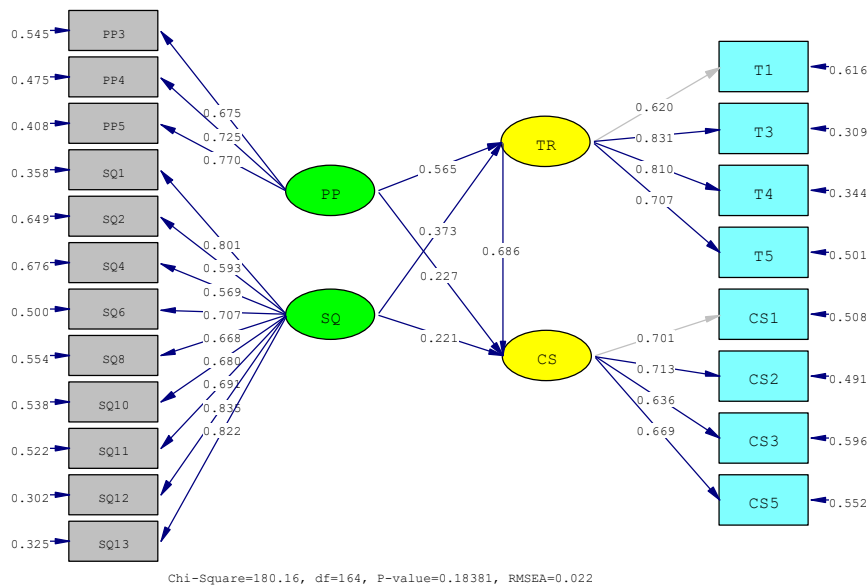 0.545 PP3
0.475 PP4
0.408 PP5
0.358 SQ1
0.649 SQ2
0.676 SQ4
0.500 SQ6
0.554 SQ8
0.538 SQ10
0.522 SQ11
0.302 SQ12
0.325 SQ13
0.675
0.725
0.770
0.801
0.593
0.569
0.707
0.668
0.680
0.691
0.835
0.822
PP
SQ
0.565
0.373
0.227
0.221
0.686
TR
CS
0.620
0.831
0.810
0.707
0.701
0.713
0.636
0.669
T1 0.616
T3 0.309
T4 0.344
T5 0.501
CS1 0.508
CS2 0.491
CS3 0.596
CS5 0.552
Chi-Square=180.16, df=164, P-value=0.18381, RMSEA=0.022